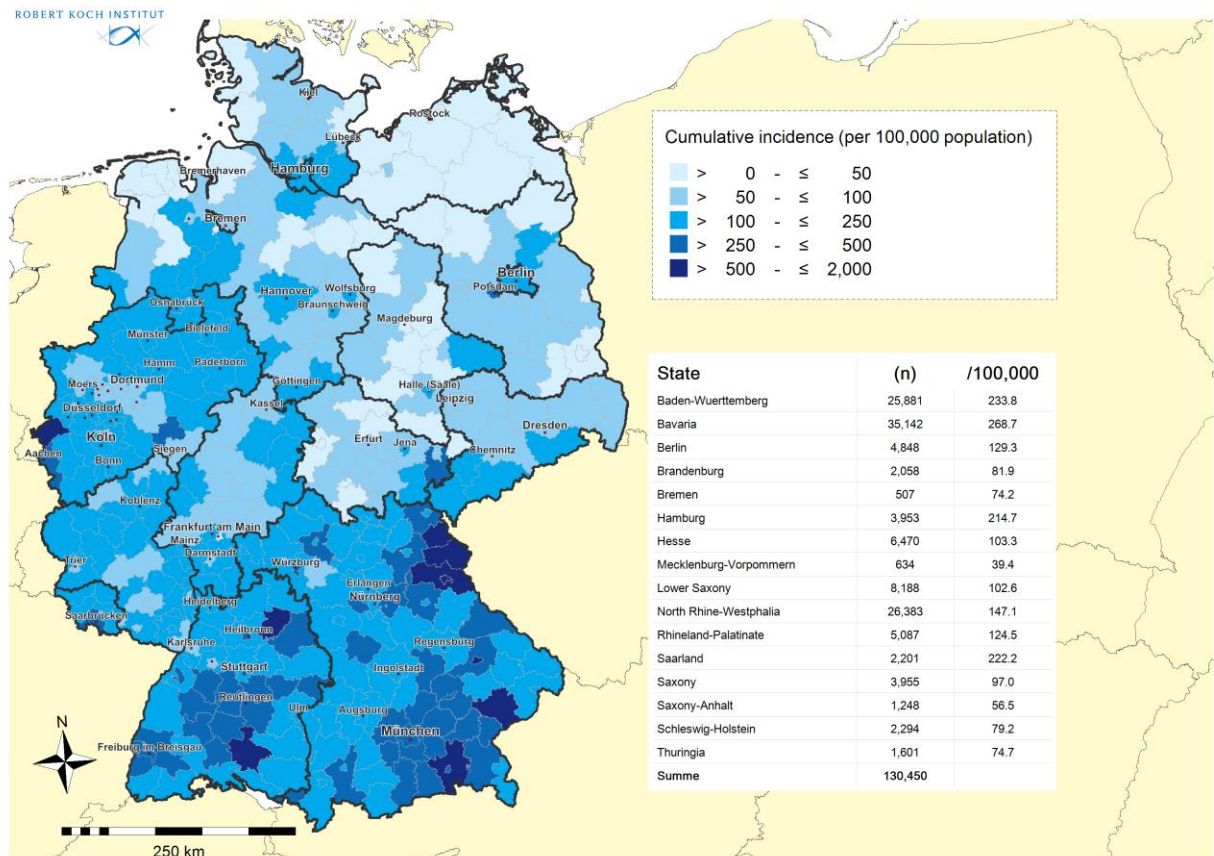 ROBERT KOCH INSTITUT
Kiel
Rostock
Lübeck
Hamburg
Bremerhaven
Bremen
Berlin
Potsdam
Wolfsburg
Hannover
Braunschweig
Osnabrück
Magdeburg
Münster
Bielefeld
Hamm
Paderborn
Moers
Dortmund
Göttingen
Halle (Saale)
Düsseldorf
Kassel
Leipzig
Köln
Dresden
Erfurt
Jena
Aachen
Siegen
Chemnitz
Bonn
Koblenz
Frankfurt am Main
Mainz
Darmstadt
Trier
Würzburg
Erlangen
Nürnberg
Heidelberg
Saarbrücken
Heilbronn
Karlsruhe
Regensburg
Stuttgart
Ingolstadt
Reutlingen
Ulm
Augsburg
München
Freiburg im Breisgau
N
250 km
Cumulative incidence (per 100,000 population)
> 0 - ≤ 50
> 50 - ≤ 100
> 100 - ≤ 250
> 250 - ≤ 500
> 500 - ≤ 2,000
State (n) /100,000
Baden-Wuerttemberg 25,881 233.8
Bavaria 35,142 268.7
Berlin 4,848 129.3
Brandenburg 2,058 81.9
Bremen 507 74.2
Hamburg 3,953 214.7
Hesse 6,470 103.3
Mecklenburg-Vorpommern 634 39.4
Lower Saxony 8,188 102.6
North Rhine-Westphalia 26,383 147.1
Rhineland-Palatinate 5,087 124.5
Saarland 2,201 222.2
Saxony 3,955 97.0
Saxony-Anhalt 1,248 56.5
Schleswig-Holstein 2,294 79.2
Thuringia 1,601 74.7
Summe 130,450